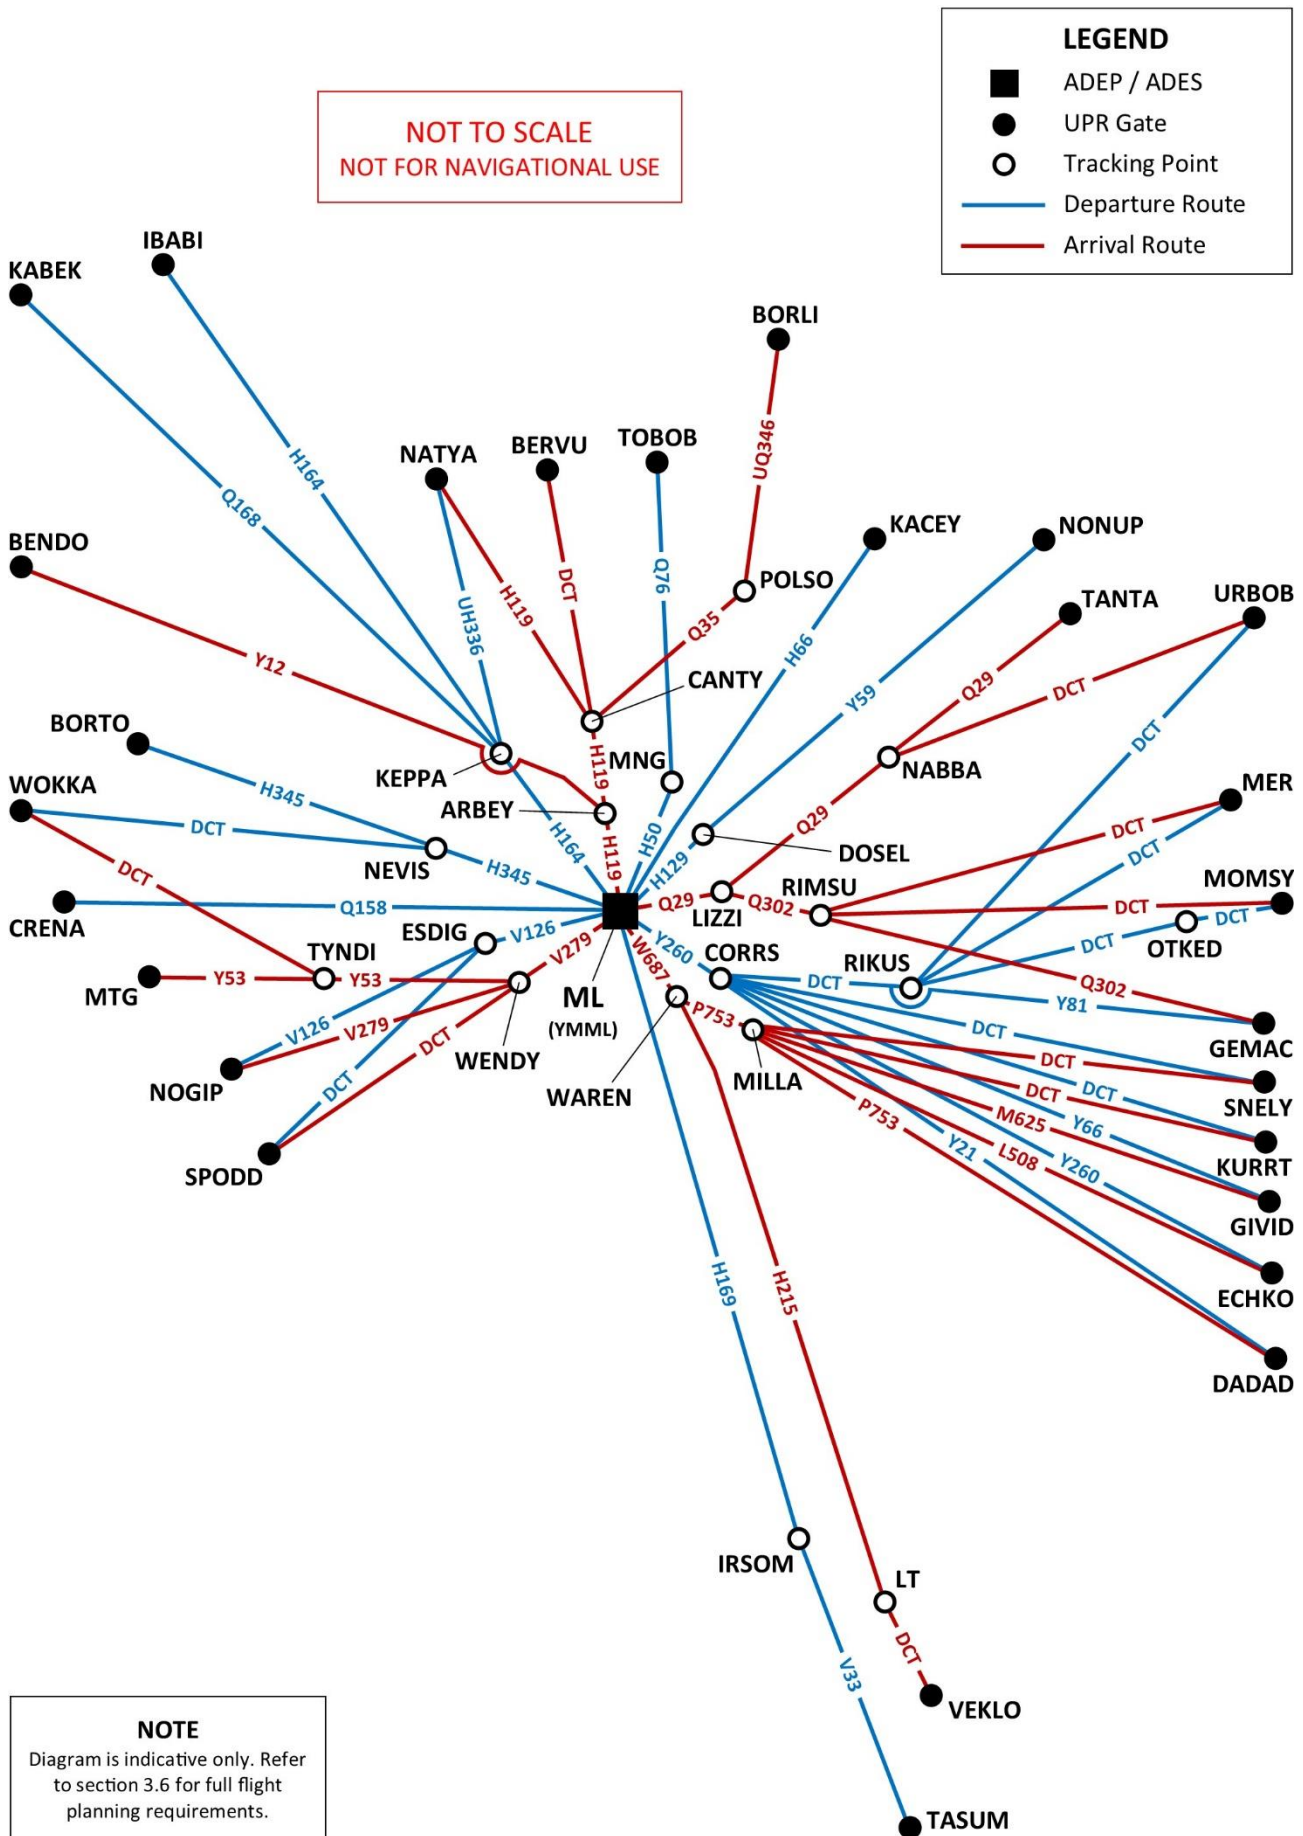 LEGEND
ADEP / ADES
UPR Gate
Tracking Point
Departure Route
Arrival Route
NOT TO SCALE
NOT FOR NAVIGATIONAL USE
IBABI
KABEK
BORLI
H164
UQ346
TOBOB
BERVU
NATYA
Q168
KACEY
NONUP
BENDO
Q76
DCT
H119
UH336
POLSO
TANTA
URBOB
Q35
H66
Y12
CANTY
Q29
DCT
Y59
DCT
BORTO
H119
MNG
KEPPA
NABBA
WOKKA
MER
H345
ARBEY
Q29
DCT
DCT
H164
H50
DCT
NEVIS
H345
H119
H129
DOSEL
DCT
RIMSU
MOMSY
CRENA
Q158
Q29
LIZZI
Q302
DCT
DCT
ESDIG
V126
Y260
OTKED
DCT
TYNDI
V279
W687
CORRS
RIKUS
MTG
Y53
Y53
DCT
Q302
Y81
ML
(YMML)
P753
V126
V279
DCT
WENDY
DCT
GEMAC
NOGIP
DCT
WAREN
MILLA
DCT
DCT
DCT
SNELY
P753
M625
Y66
SPODD
Y21
L508
Y260
KURRT
GIVID
H169
H215
ECHKO
DADAD
IRSOM
LT
DCT
V33
VEKLO
TASUM
NOTE
Diagram is indicative only. Refer
to section 3.6 for full flight
planning requirements.